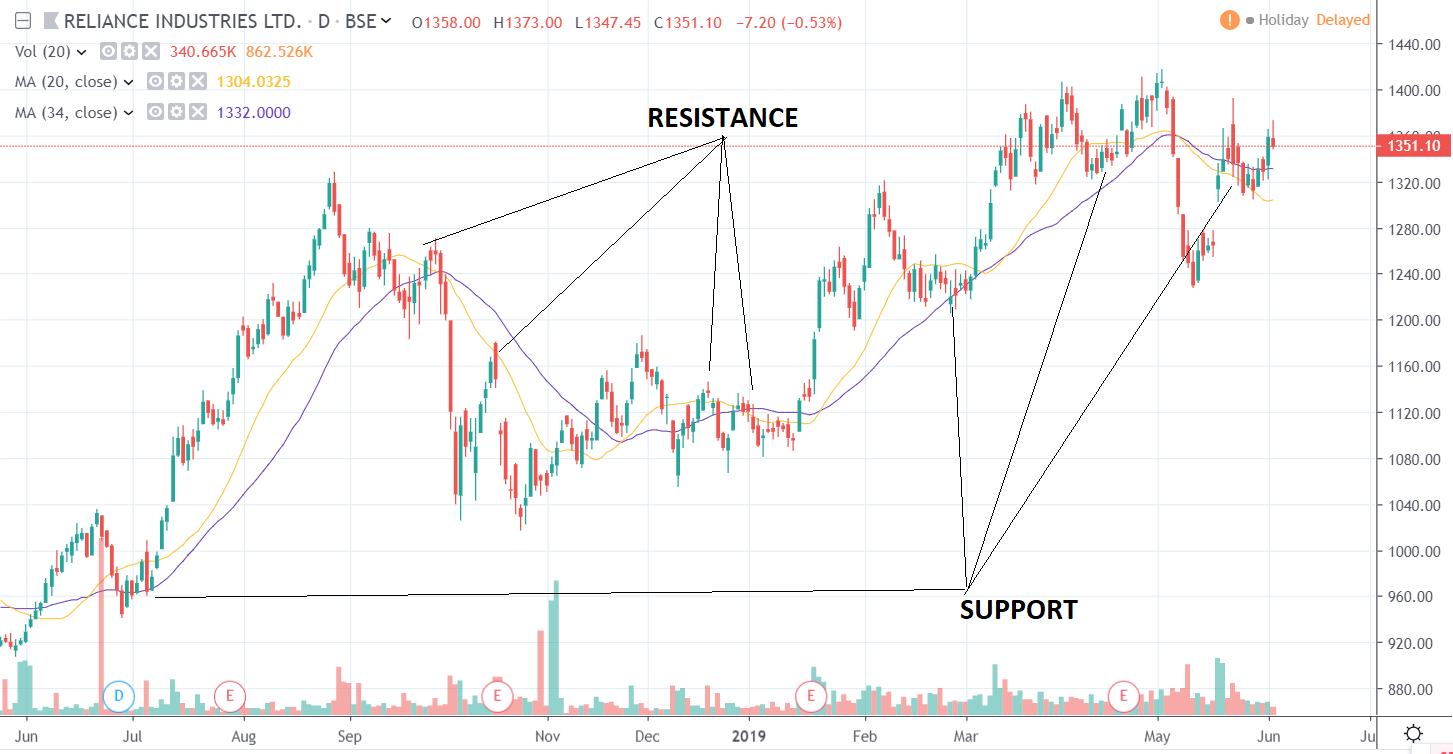 RELIANCE INDUSTRIES LTD. · D · BSE O1358.00 H1373.00 L1347.45 C1351.10 −7.20 (−0.53%)
! Holiday Delayed
Vol (20) 340.665K 862.526K
MA (20, close) 1304.0325
MA (34, close) 1332.0000
RESISTANCE
SUPPORT
1440.00
1400.00
1351.10
1320.00
1280.00
1240.00
1200.00
1160.00
1120.00
1080.00
1040.00
1000.00
960.00
920.00
880.00
D E E E E
Jun Jul Aug Sep Nov Dec 2019 Feb Mar May Jun Ju